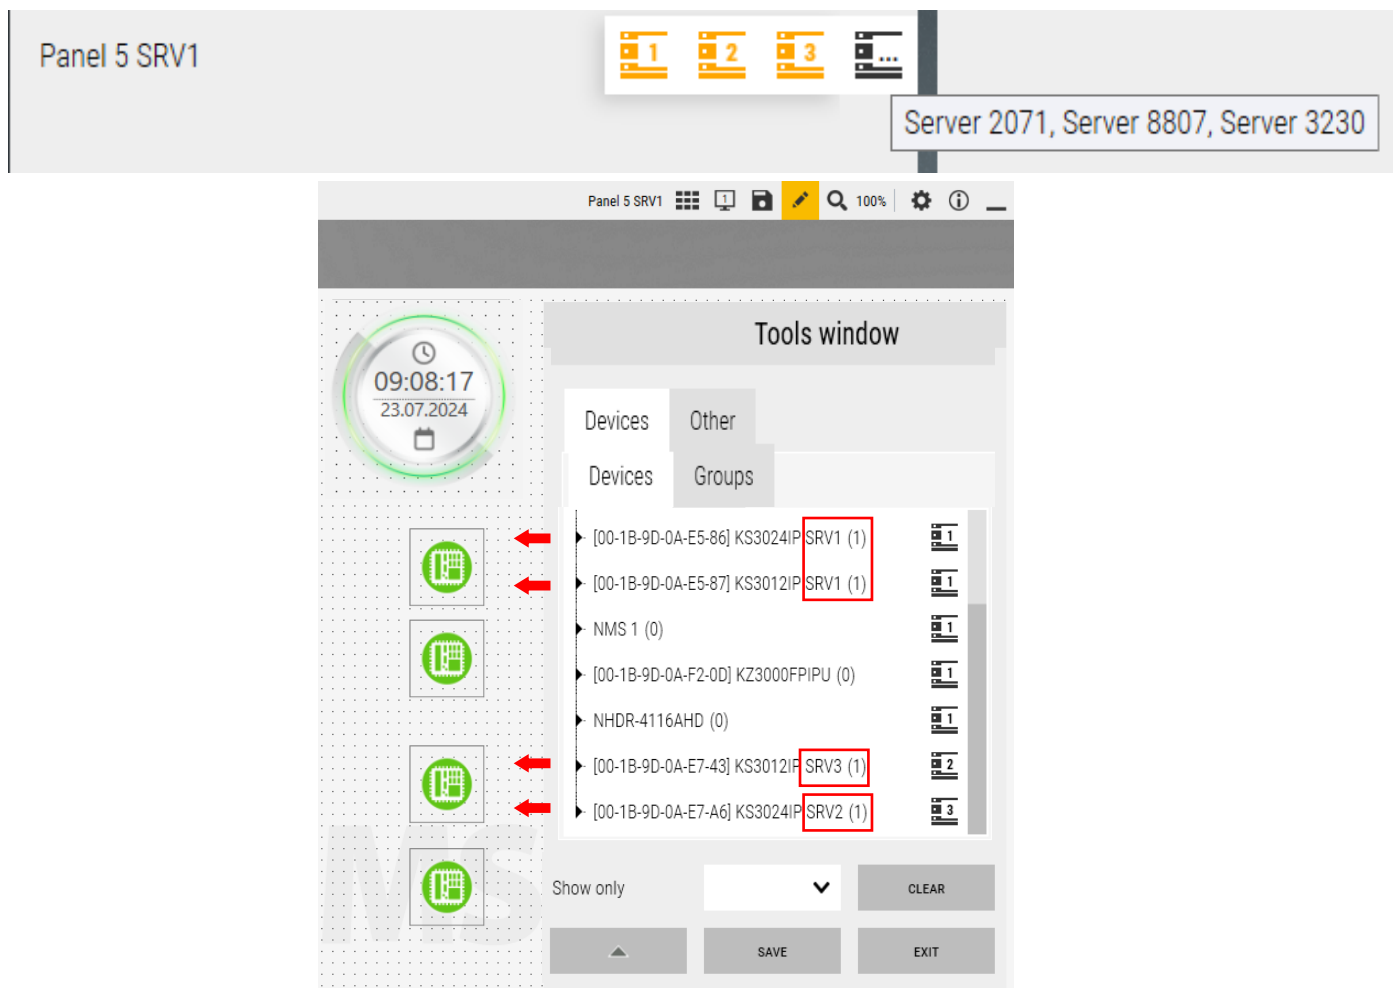 Panel 5 SRV1
1 2 3 ...
Server 2071, Server 8807, Server 3230
Panel 5 SRV1 1 100%
Tools window
09:08:17
23.07.2024
Devices Other
Devices Groups
[00-1B-9D-0A-E5-86] KS3024IP SRV1 (1) 1
[00-1B-9D-0A-E5-87] KS3012IP SRV1 (1) 1
NMS 1 (0) 1
[00-1B-9D-0A-F2-0D] KZ3000FPIPU (0) 1
NHDR-4116AHD (0) 1
[00-1B-9D-0A-E7-43] KS3012IP SRV3 (1) 2
[00-1B-9D-0A-E7-A6] KS3024IP SRV2 (1) 3
MS
Show only CLEAR
SAVE EXIT